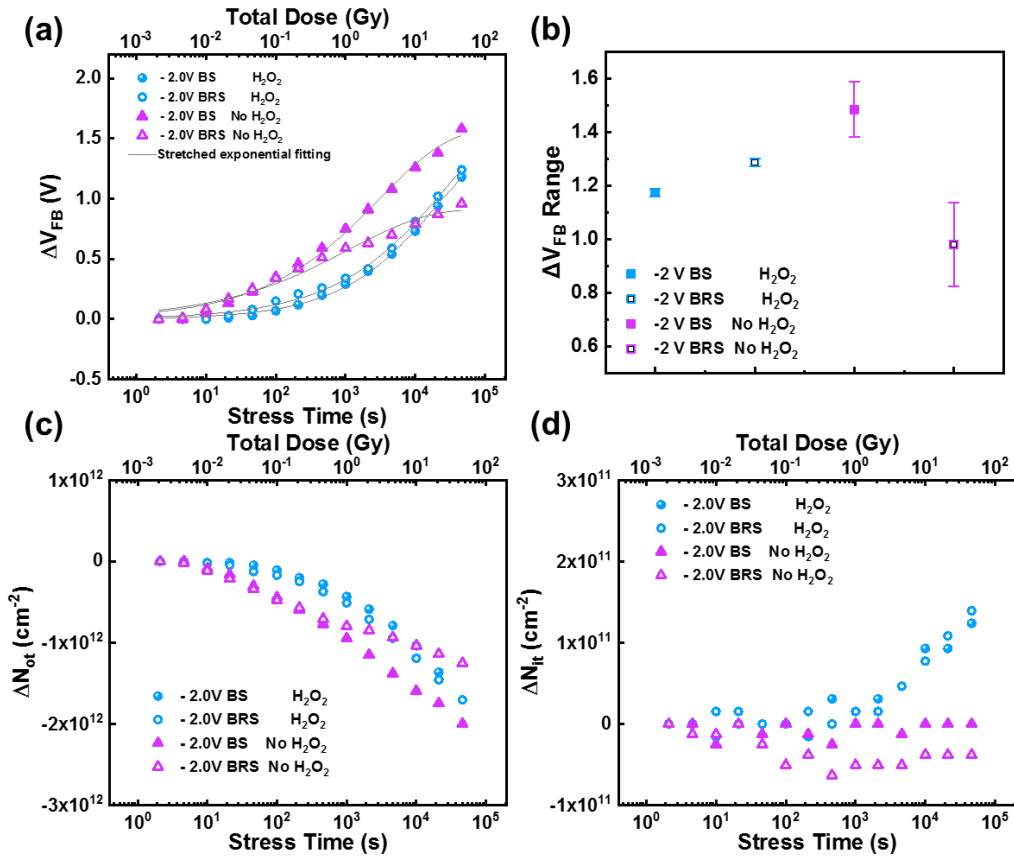 (a)
Total Dose (Gy)
10⁻³ 10⁻² 10⁻¹ 10⁰ 10¹ 10²
- 2.0V BS H₂O₂
- 2.0V BRS H₂O₂
- 2.0V BS No H₂O₂
- 2.0V BRS No H₂O₂
Stretched exponential fitting
2.0
1.5
1.0
0.5
0.0
-0.5
ΔV_FB (V)
10⁰ 10¹ 10² 10³ 10⁴ 10⁵
Stress Time (s)
(b)
1.6
1.4
1.2
1.0
0.8
0.6
ΔV_FB Range
-2 V BS H₂O₂
-2 V BRS H₂O₂
-2 V BS No H₂O₂
-2 V BRS No H₂O₂
(c)
Total Dose (Gy)
10⁻³ 10⁻² 10⁻¹ 10⁰ 10¹ 10²
1x10¹²
0
-1x10¹²
-2x10¹²
-3x10¹²
ΔN_ot (cm⁻²)
- 2.0V BS H₂O₂
- 2.0V BRS H₂O₂
- 2.0V BS No H₂O₂
- 2.0V BRS No H₂O₂
10⁰ 10¹ 10² 10³ 10⁴ 10⁵
Stress Time (s)
(d)
Total Dose (Gy)
10⁻³ 10⁻² 10⁻¹ 10⁰ 10¹ 10²
3x10¹¹
2x10¹¹
1x10¹¹
0
-1x10¹¹
ΔN_it (cm⁻²)
- 2.0V BS H₂O₂
- 2.0V BRS H₂O₂
- 2.0V BS No H₂O₂
- 2.0V BRS No H₂O₂
10⁰ 10¹ 10² 10³ 10⁴ 10⁵
Stress Time (s)